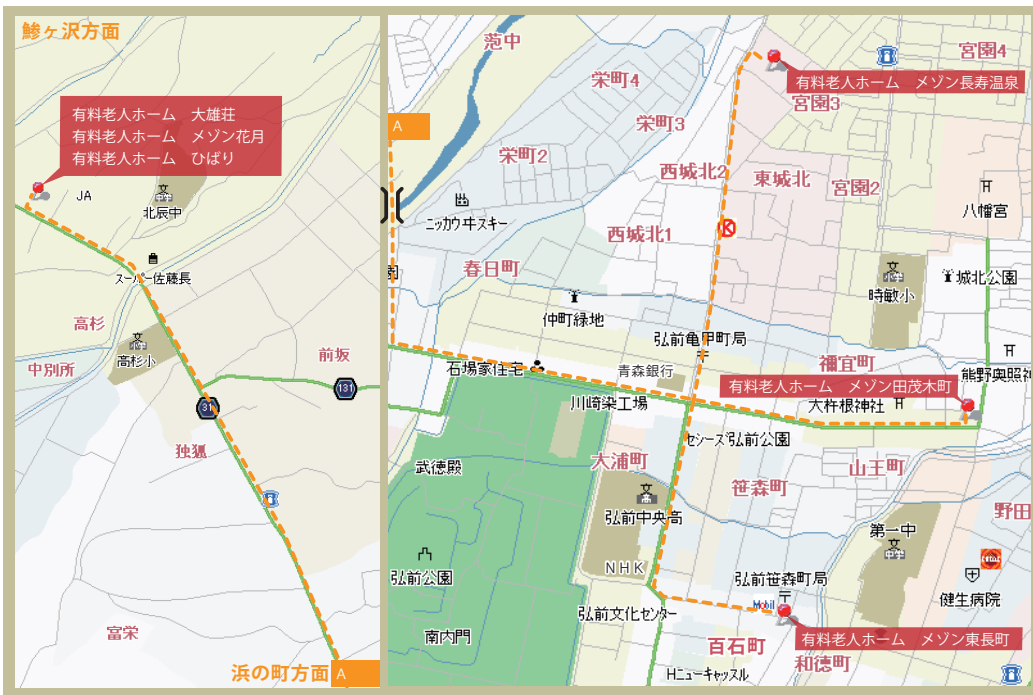 鯵ヶ沢方面
有料老人ホーム　大雄荘
有料老人ホーム　メゾン花月
有料老人ホーム　ひばり
JA
北辰中
スーパー佐藤長
高杉
高杉小
中別所
前坂
131
31
独狐
富栄
浜の町方面
A
A
萢中
栄町4
栄町3
栄町2
宮園4
有料老人ホーム　メゾン長寿温泉
宮園3
西城北2
東城北
宮園2
八幡宮
ニッカウヰスキー
西城北1
春日町
園
城北公園
時敏小
仲町緑地
弘前亀甲町局
石場家住宅
青森銀行
禰宜町
熊野奥照神
有料老人ホーム　メゾン田茂木町
川崎染工場
大杵根神社
セシーズ弘前公園
大浦町
山王町
武徳殿
笹森町
弘前中央高
野田
第一中
NHK
弘前公園
弘前笹森町局
Mobil
健生病院
弘前文化センター
南内門
百石町
有料老人ホーム　メゾン東長町
和徳町
Hニューキャッスル